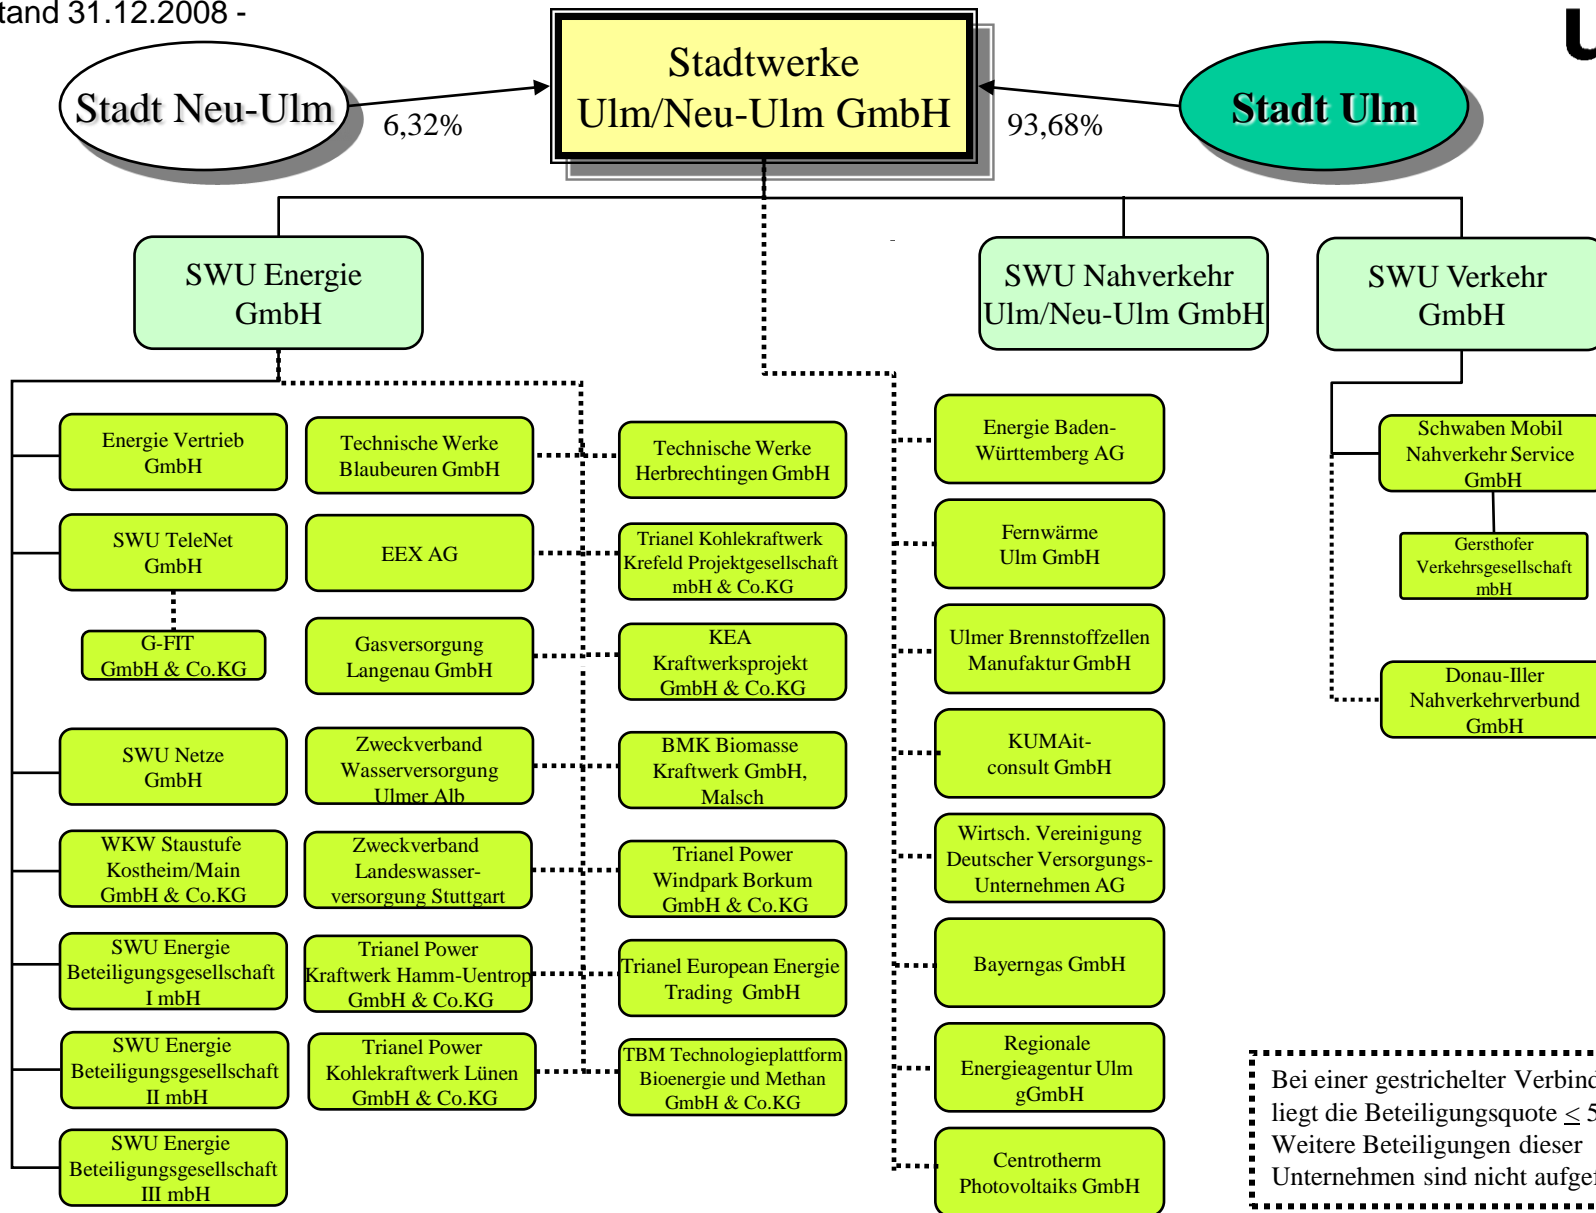 tand 31.12.2008 -
Stadt Neu-Ulm
6,32%
Stadtwerke
Ulm/Neu-Ulm GmbH
93,68%
Stadt Ulm
SWU Energie
GmbH
SWU Nahverkehr
Ulm/Neu-Ulm GmbH
SWU Verkehr
GmbH
Energie Vertrieb
GmbH
SWU TeleNet
GmbH
G-FIT
GmbH & Co.KG
SWU Netze
GmbH
WKW Staustufe
Kostheim/Main
GmbH & Co.KG
SWU Energie
Beteiligungsgesellschaft
I mbH
SWU Energie
Beteiligungsgesellschaft
II mbH
SWU Energie
Beteiligungsgesellschaft
III mbH
Technische Werke
Blaubeuren GmbH
EEX AG
Gasversorgung
Langenau GmbH
Zweckverband
Wasserversorgung
Ulmer Alb
Zweckverband
Landeswasser-
versorgung Stuttgart
Trianel Power
Kraftwerk Hamm-Uentrop
GmbH & Co.KG
Trianel Power
Kohlekraftwerk Lünen
GmbH & Co.KG
Technische Werke
Herbrechtingen GmbH
Trianel Kohlekraftwerk
Krefeld Projektgesellschaft
mbH & Co.KG
KEA
Kraftwerksprojekt
GmbH & Co.KG
BMK Biomasse
Kraftwerk GmbH,
Malsch
Trianel Power
Windpark Borkum
GmbH & Co.KG
Trianel European Energie
Trading GmbH
TBM Technologieplattform
Bioenergie und Methan
GmbH & Co.KG
Energie Baden-
Württemberg AG
Fernwärme
Ulm GmbH
Ulmer Brennstoffzellen
Manufaktur GmbH
KUMAit-
consult GmbH
Wirtsch. Vereinigung
Deutscher Versorgungs-
Unternehmen AG
Bayerngas GmbH
Regionale
Energieagentur Ulm
gGmbH
Centrotherm
Photovoltaiks GmbH
Schwaben Mobil
Nahverkehr Service
GmbH
Gersthofer
Verkehrsgesellschaft
mbH
Donau-Iller
Nahverkehrverbund
GmbH
Bei einer gestrichelter Verbind
liegt die Beteiligungsquote ≤ 5
Weitere Beteiligungen dieser
Unternehmen sind nicht aufgef